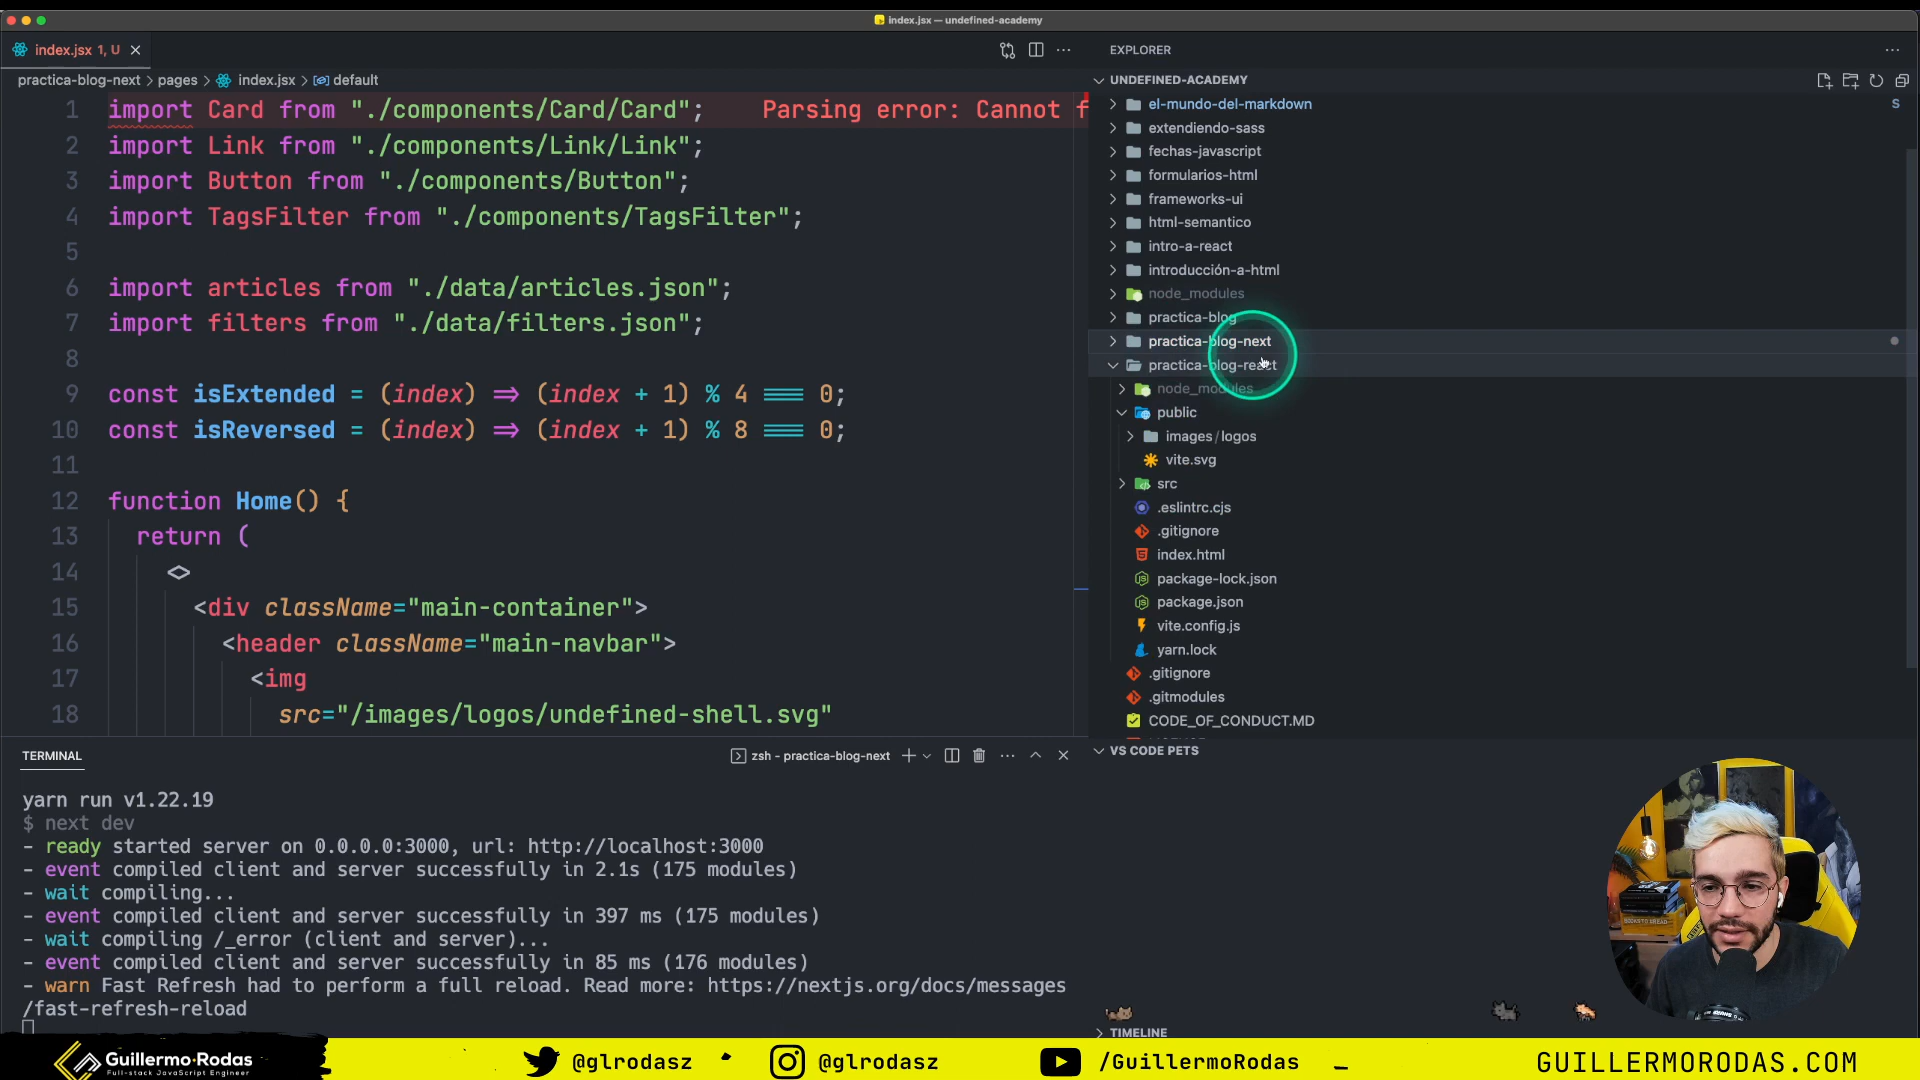 index.jsx — undefined-academy
index.jsx 1, U
EXPLORER
practica-blog-next > pages > index.jsx > default
UNDEFINED-ACADEMY
1 import Card from "./components/Card/Card"; Parsing error: Cannot f
2 import Link from "./components/Link/Link";
3 import Button from "./components/Button";
4 import TagsFilter from "./components/TagsFilter";
5
6 import articles from "./data/articles.json";
7 import filters from "./data/filters.json";
8
9 const isExtended = (index) => (index + 1) % 4 === 0;
10 const isReversed = (index) => (index + 1) % 8 === 0;
11
12 function Home() {
13 return (
14 <>
15 <div className="main-container">
16 <header className="main-navbar">
17 <img
18 src="/images/logos/undefined-shell.svg"
el-mundo-del-markdown S
extendiendo-sass
fechas-javascript
formularios-html
frameworks-ui
html-semantico
intro-a-react
introducción-a-html
node_modules
practica-blog
practica-blog-next
practica-blog-react
node_modules
public
images/logos
vite.svg
src
.eslintrc.cjs
.gitignore
index.html
package-lock.json
package.json
vite.config.js
yarn.lock
.gitignore
.gitmodules
CODE_OF_CONDUCT.MD
TERMINAL
zsh - practica-blog-next
VS CODE PETS
yarn run v1.22.19
$ next dev
- ready started server on 0.0.0.0:3000, url: http://localhost:3000
- event compiled client and server successfully in 2.1s (175 modules)
- wait compiling...
- event compiled client and server successfully in 397 ms (175 modules)
- wait compiling /_error (client and server)...
- event compiled client and server successfully in 85 ms (176 modules)
- warn Fast Refresh had to perform a full reload. Read more: https://nextjs.org/docs/messages
/fast-refresh-reload
TIMELINE
Guillermo Rodas
Full-stack JavaScript Engineer
@glrodasz
@glrodasz
/GuillermoRodas
GUILLERMORODAS.COM